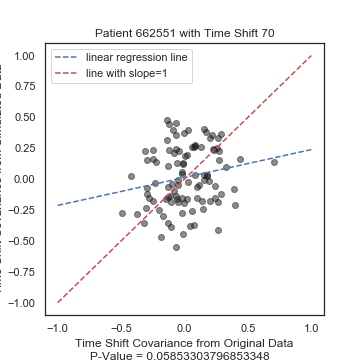 Patient 662551 with Time Shift 70
linear regression line
line with slope=1
1.00
0.75
0.50
0.25
0.00
−0.25
−0.50
−0.75
−1.00
−1.0
−0.5
0.0
0.5
1.0
Time Shift Covariance from Original Data
P-Value = 0.05853303796853348